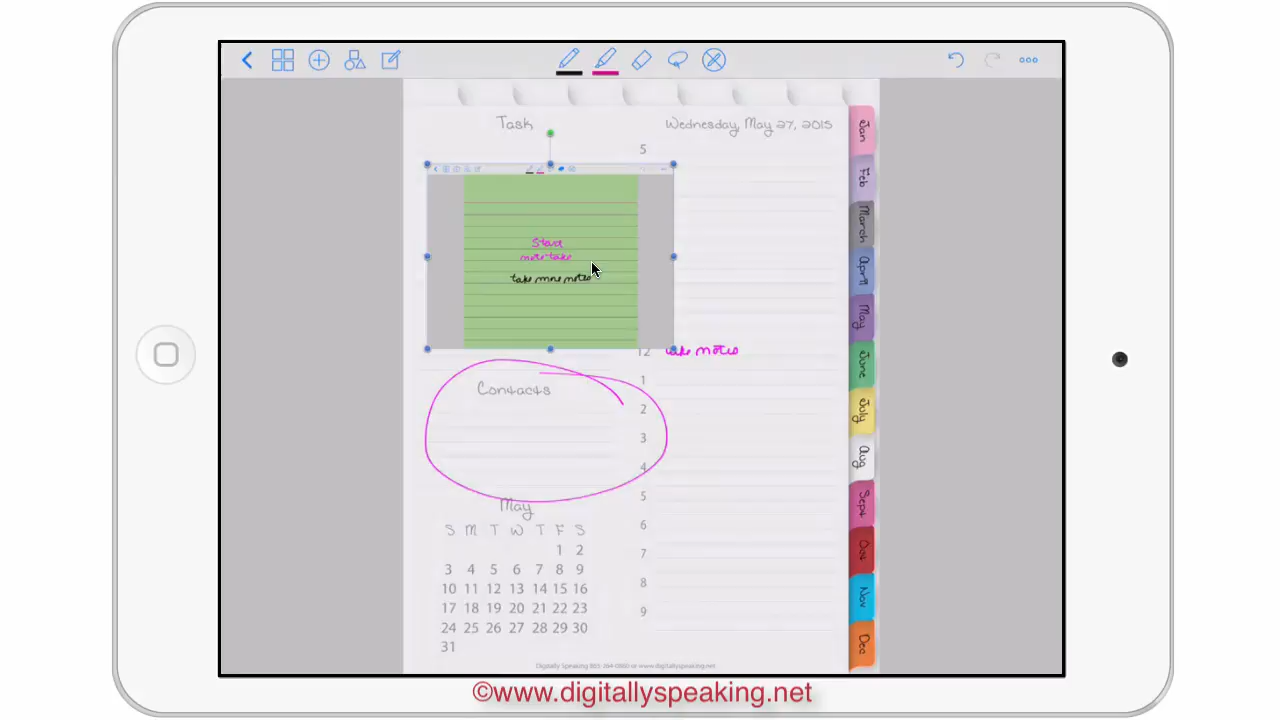 Task
Wednesday, May 27, 2015
5
Start
note take
take more notes
12 take notes
Contacts
1
2
3
4
5
6
7
8
9
May
S M T W T F S
1 2
3 4 5 6 7 8 9
10 11 12 13 14 15 16
17 18 19 20 21 22 23
24 25 26 27 28 29 30
31
Jan
Feb
March
April
May
June
July
Aug
Sept
Oct
Nov
Dec
©www.digitallyspeaking.net